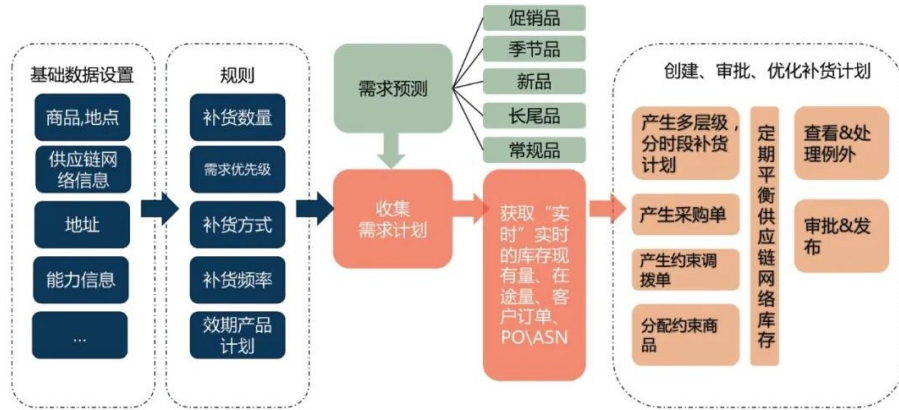 基础数据设置
商品,地点
供应链网
络信息
地址
能力信息
...
规则
补货数量
需求优先级
补货方式
补货频率
效期产品
计划
需求预测
促销品
季节品
新品
长尾品
常规品
收集
需求计划
获取“实
时”实时
的库存现
有量、在
途量、客
户订单、
PO\ASN
创建、审批、优化补货计划
产生多层级，
分时段补货
计划
产生采购单
产生约束调
拨单
分配约束商
品
定期平衡供应链网络库存
查看&处
理例外
审批&发
布